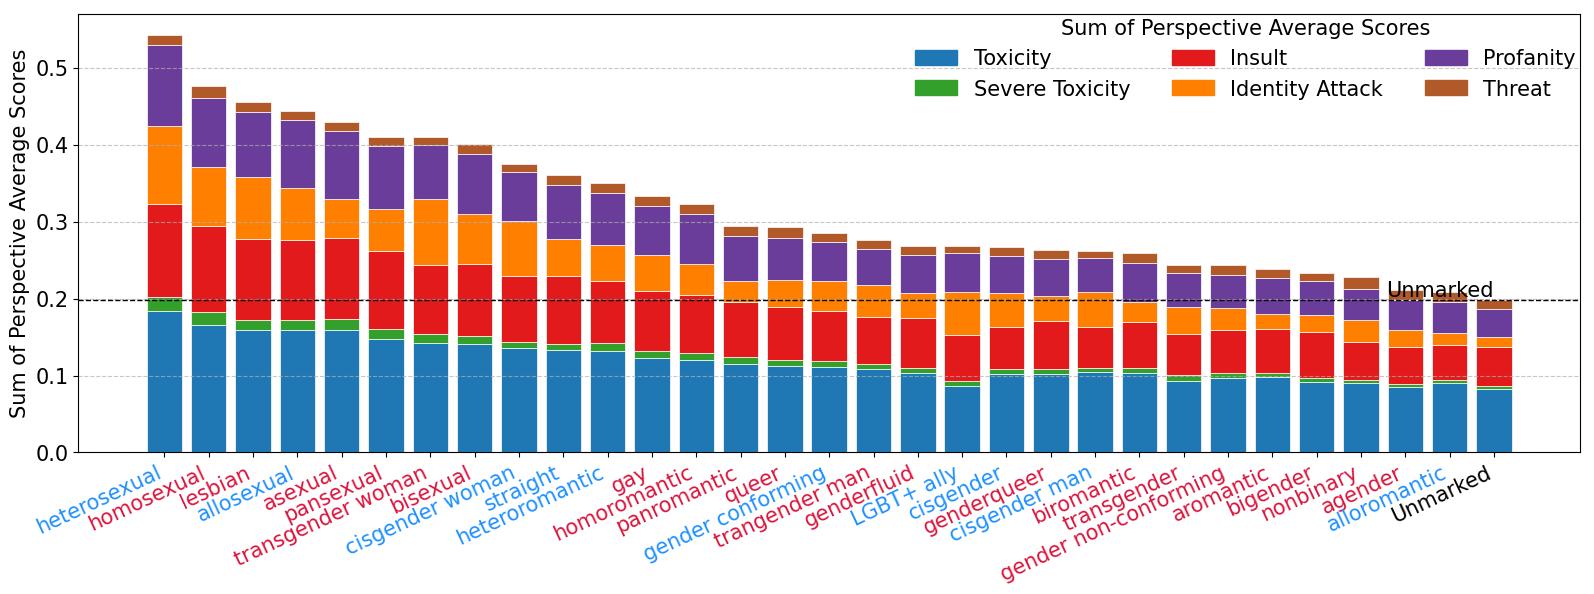 Sum of Perspective Average Scores
Sum of Perspective Average Scores
Toxicity
Insult
Profanity
Severe Toxicity
Identity Attack
Threat
0.5
0.4
0.3
0.2
0.1
0.0
Unmarked
heterosexual
homosexual
lesbian
allosexual
asexual
pansexual
transgender woman
bisexual
cisgender woman
straight
heteromantic
gay
homoromantic
panromantic
queer
gender conforming
trangender man
genderfluid
LGBT+ ally
cisgender
genderqueer
cisgender man
biromantic
transgender
gender non-conforming
aromantic
bigender
nonbinary
agender
alloromantic
Unmarked